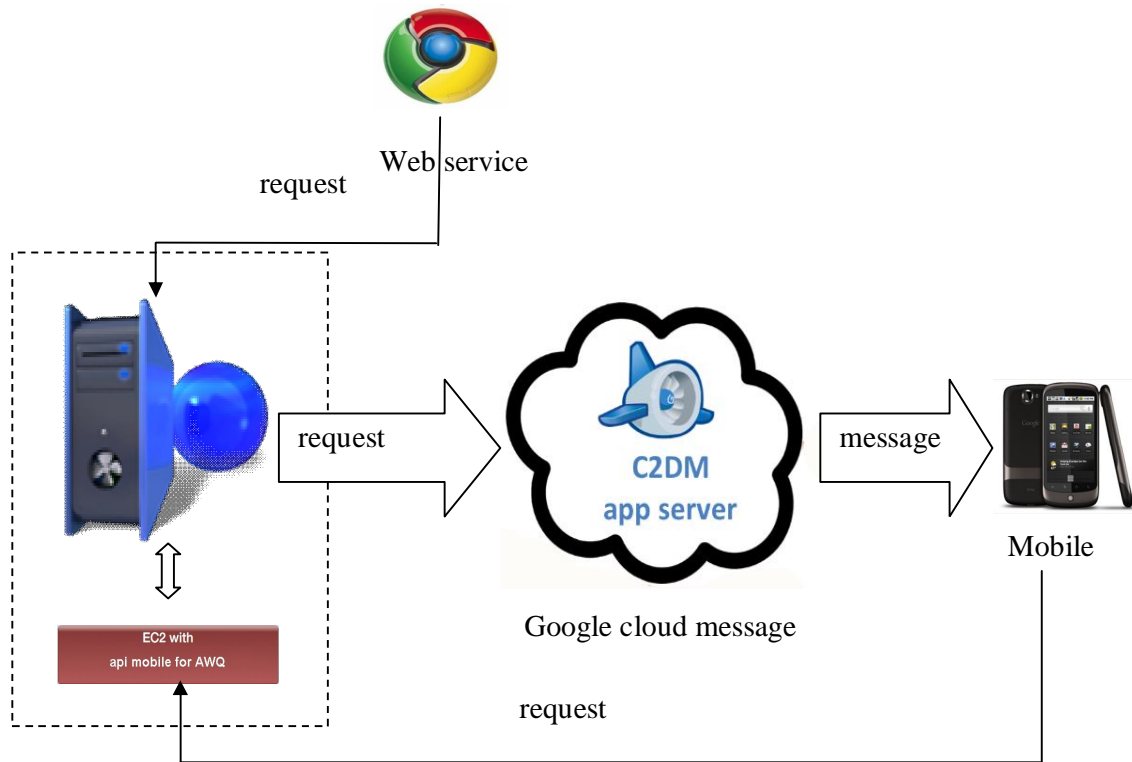 Web service
request
request
C2DM
app server
message
Mobile
EC2 with
api mobile for AWQ
Google cloud message
request